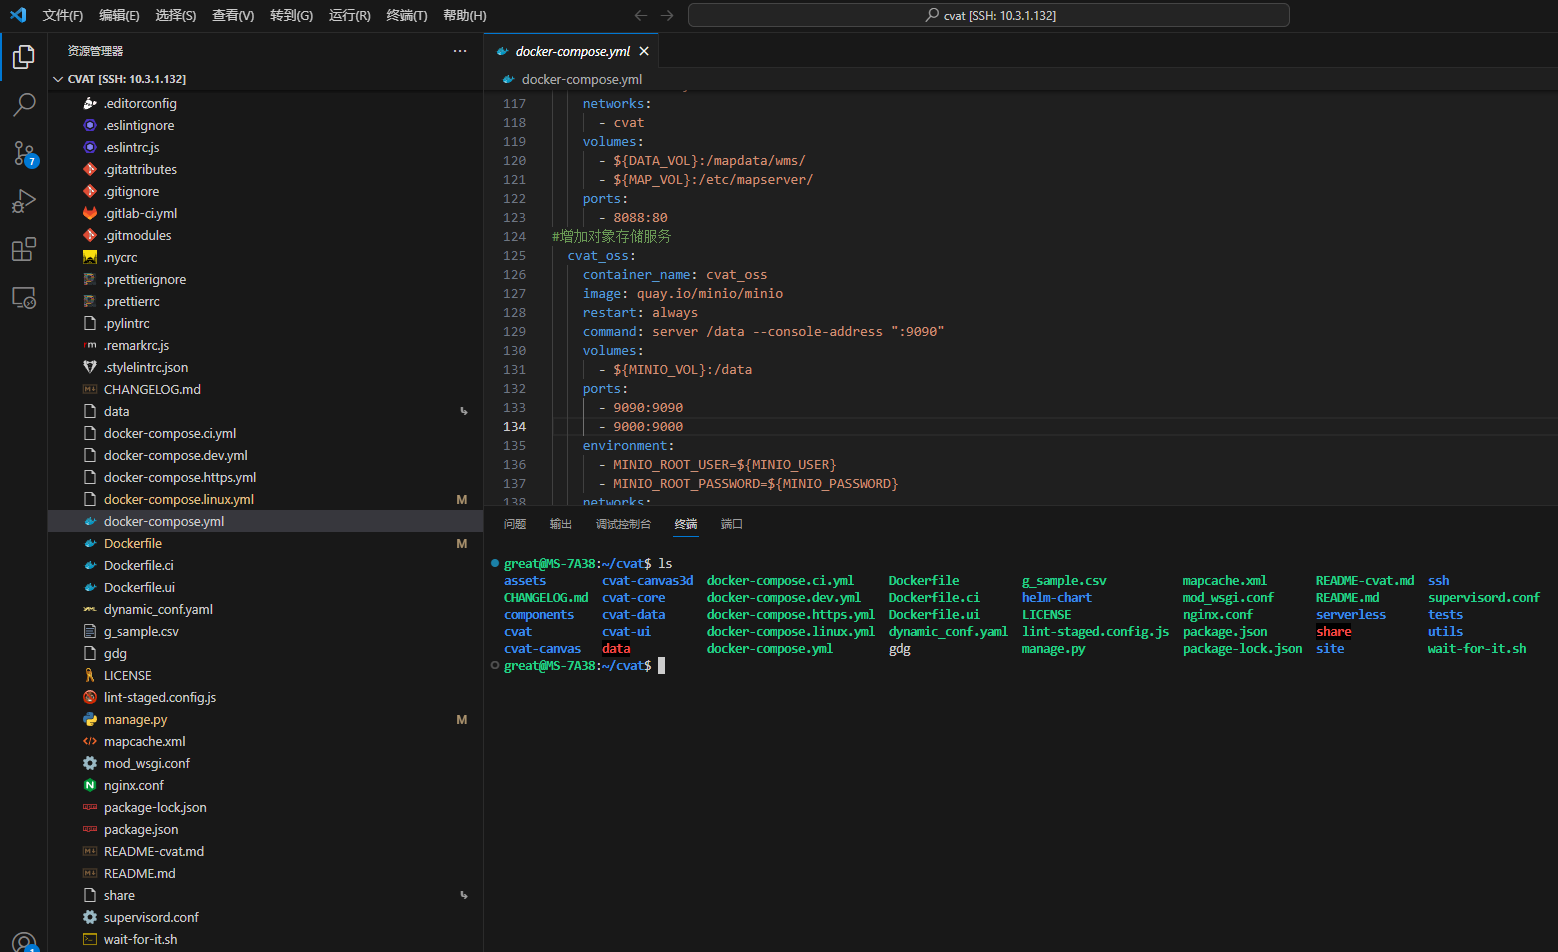 文件(F) 编辑(E) 选择(S) 查看(V) 转到(G) 运行(R) 终端(T) 帮助(H)
cvat [SSH: 10.3.1.132]
资源管理器
CVAT [SSH: 10.3.1.132]
.editorconfig
.eslintignore
.eslintrc.js
.gitattributes
.gitignore
.gitlab-ci.yml
.gitmodules
.nycrc
.prettierignore
.prettierrc
.pylintrc
.remarkrc.js
.stylelintrc.json
CHANGELOG.md
data
docker-compose.ci.yml
docker-compose.dev.yml
docker-compose.https.yml
docker-compose.linux.yml M
docker-compose.yml
Dockerfile M
Dockerfile.ci
Dockerfile.ui
dynamic_conf.yaml
g_sample.csv
gdg
LICENSE
lint-staged.config.js
manage.py M
mapcache.xml
mod_wsgi.conf
nginx.conf
package-lock.json
package.json
README-cvat.md
README.md
share
supervisord.conf
wait-for-it.sh
7
1
docker-compose.yml
docker-compose.yml
117 networks:
118 - cvat
119 volumes:
120 - ${DATA_VOL}:/mapdata/wms/
121 - ${MAP_VOL}:/etc/mapserver/
122 ports:
123 - 8088:80
124 #增加对象存储服务
125 cvat_oss:
126 container_name: cvat_oss
127 image: quay.io/minio/minio
128 restart: always
129 command: server /data --console-address ":9090"
130 volumes:
131 - ${MINIO_VOL}:/data
132 ports:
133 - 9090:9090
134 - 9000:9000
135 environment:
136 - MINIO_ROOT_USER=${MINIO_USER}
137 - MINIO_ROOT_PASSWORD=${MINIO_PASSWORD}
138 networks:
问题 输出 调试控制台 终端 端口
great@MS-7A38:~/cvat$ ls
assets cvat-canvas3d docker-compose.ci.yml Dockerfile g_sample.csv mapcache.xml README-cvat.md ssh
CHANGELOG.md cvat-core docker-compose.dev.yml Dockerfile.ci helm-chart mod_wsgi.conf README.md supervisord.conf
components cvat-data docker-compose.https.yml Dockerfile.ui LICENSE nginx.conf serverless tests
cvat cvat-ui docker-compose.linux.yml dynamic_conf.yaml lint-staged.config.js package.json share utils
cvat-canvas data docker-compose.yml gdg manage.py package-lock.json site wait-for-it.sh
great@MS-7A38:~/cvat$